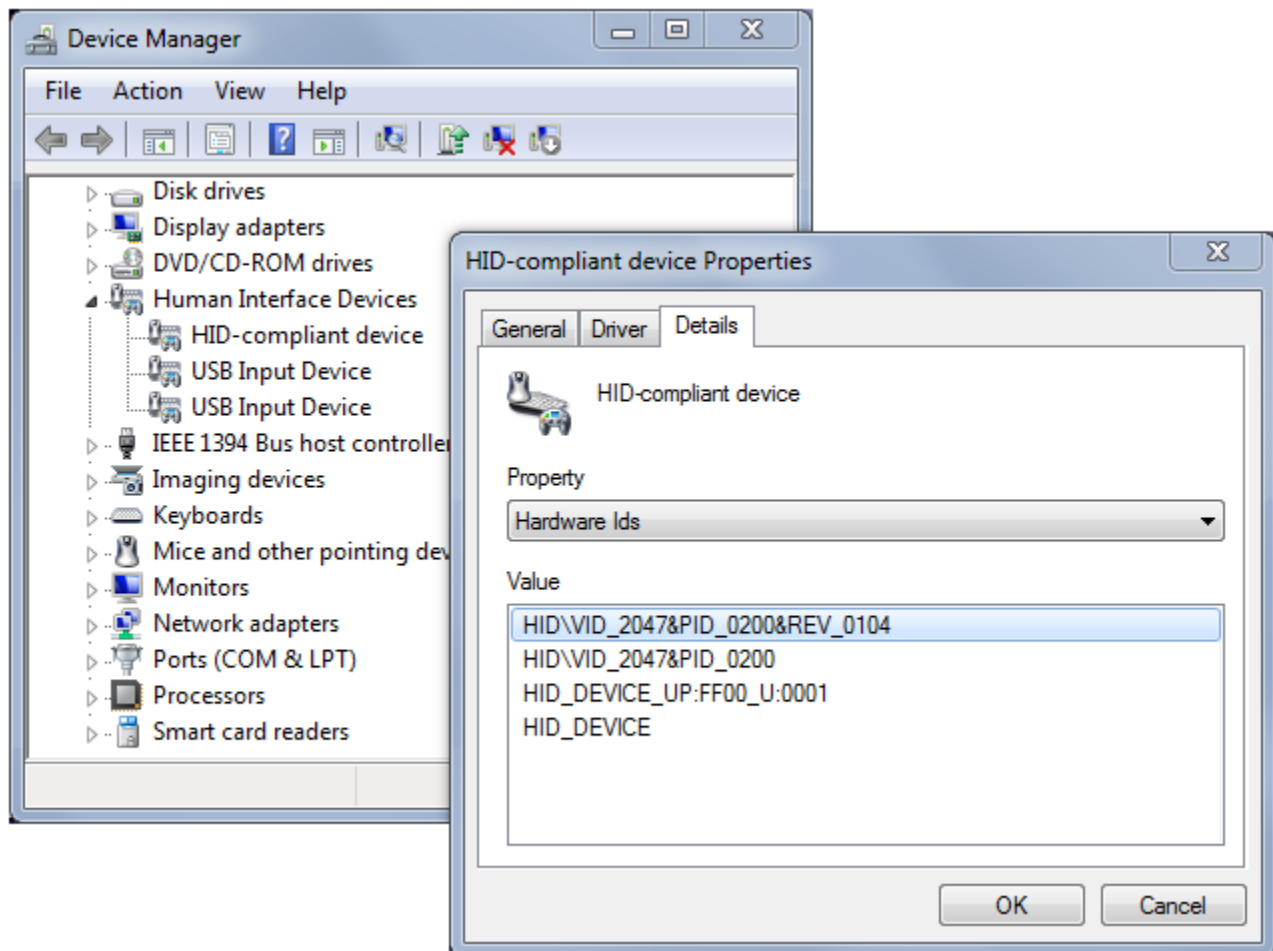 Device Manager
File Action View Help
Disk drives
Display adapters
DVD/CD-ROM drives
Human Interface Devices
HID-compliant device
USB Input Device
USB Input Device
IEEE 1394 Bus host controller
Imaging devices
Keyboards
Mice and other pointing dev
Monitors
Network adapters
Ports (COM & LPT)
Processors
Smart card readers
HID-compliant device Properties
General Driver Details
HID-compliant device
Property
Hardware Ids
Value
HID\VID_2047&PID_0200&REV_0104
HID\VID_2047&PID_0200
HID_DEVICE_UP:FF00_U:0001
HID_DEVICE
OK Cancel